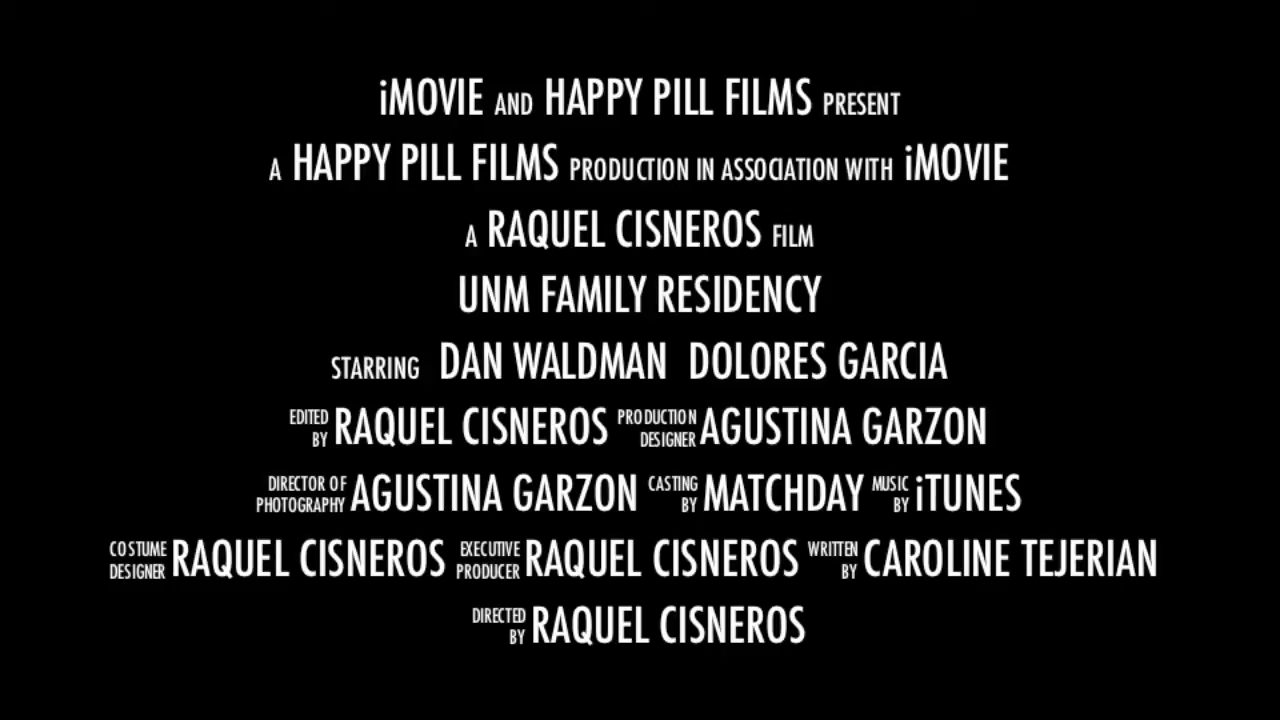 iMOVIE AND HAPPY PILL FILMS PRESENT
A HAPPY PILL FILMS PRODUCTION IN ASSOCIATION WITH iMOVIE
A RAQUEL CISNEROS FILM
UNM FAMILY RESIDENCY
STARRING DAN WALDMAN DOLORES GARCIA
EDITED BY RAQUEL CISNEROS PRODUCTION DESIGNER AGUSTINA GARZON
DIRECTOR OF PHOTOGRAPHY AGUSTINA GARZON CASTING BY MATCHDAY MUSIC BY iTUNES
COSTUME DESIGNER RAQUEL CISNEROS EXECUTIVE PRODUCER RAQUEL CISNEROS WRITTEN BY CAROLINE TEJERIAN
DIRECTED BY RAQUEL CISNEROS